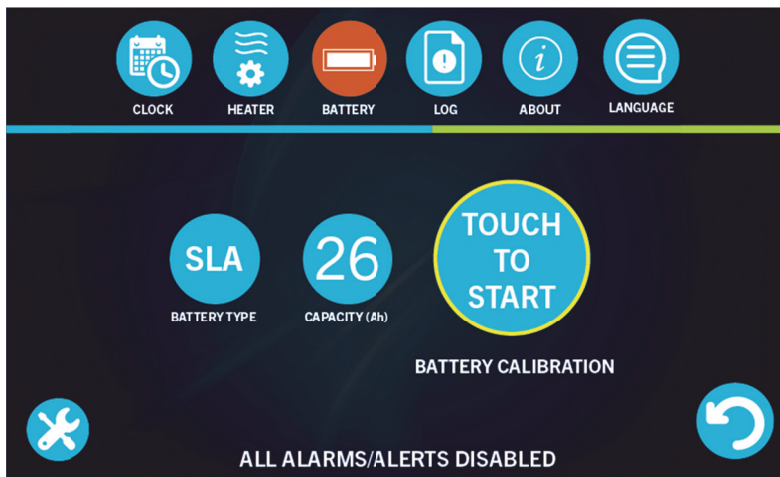 CLOCK HEATER BATTERY LOG ABOUT LANGUAGE
SLA 26 TOUCH TO START
BATTERY TYPE CAPACITY (Ah)
BATTERY CALIBRATION
ALL ALARMS/ALERTS DISABLED